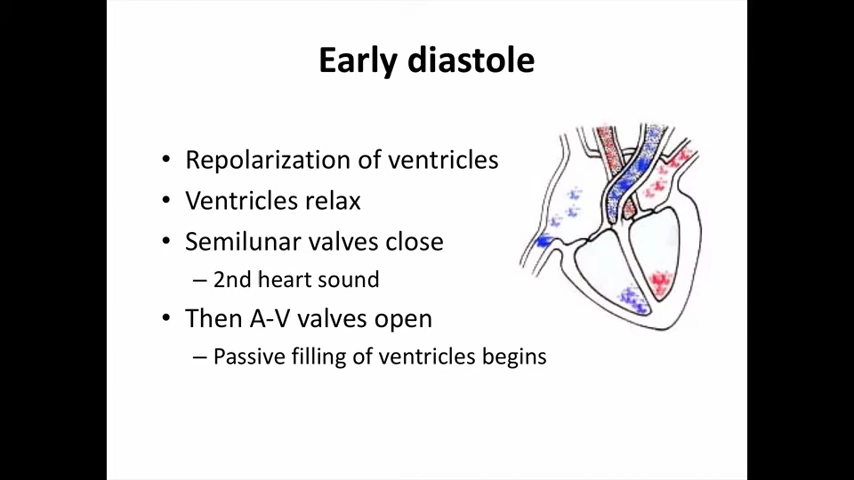 Early diastole
• Repolarization of ventricles
• Ventricles relax
• Semilunar valves close
– 2nd heart sound
• Then A-V valves open
– Passive filling of ventricles begins